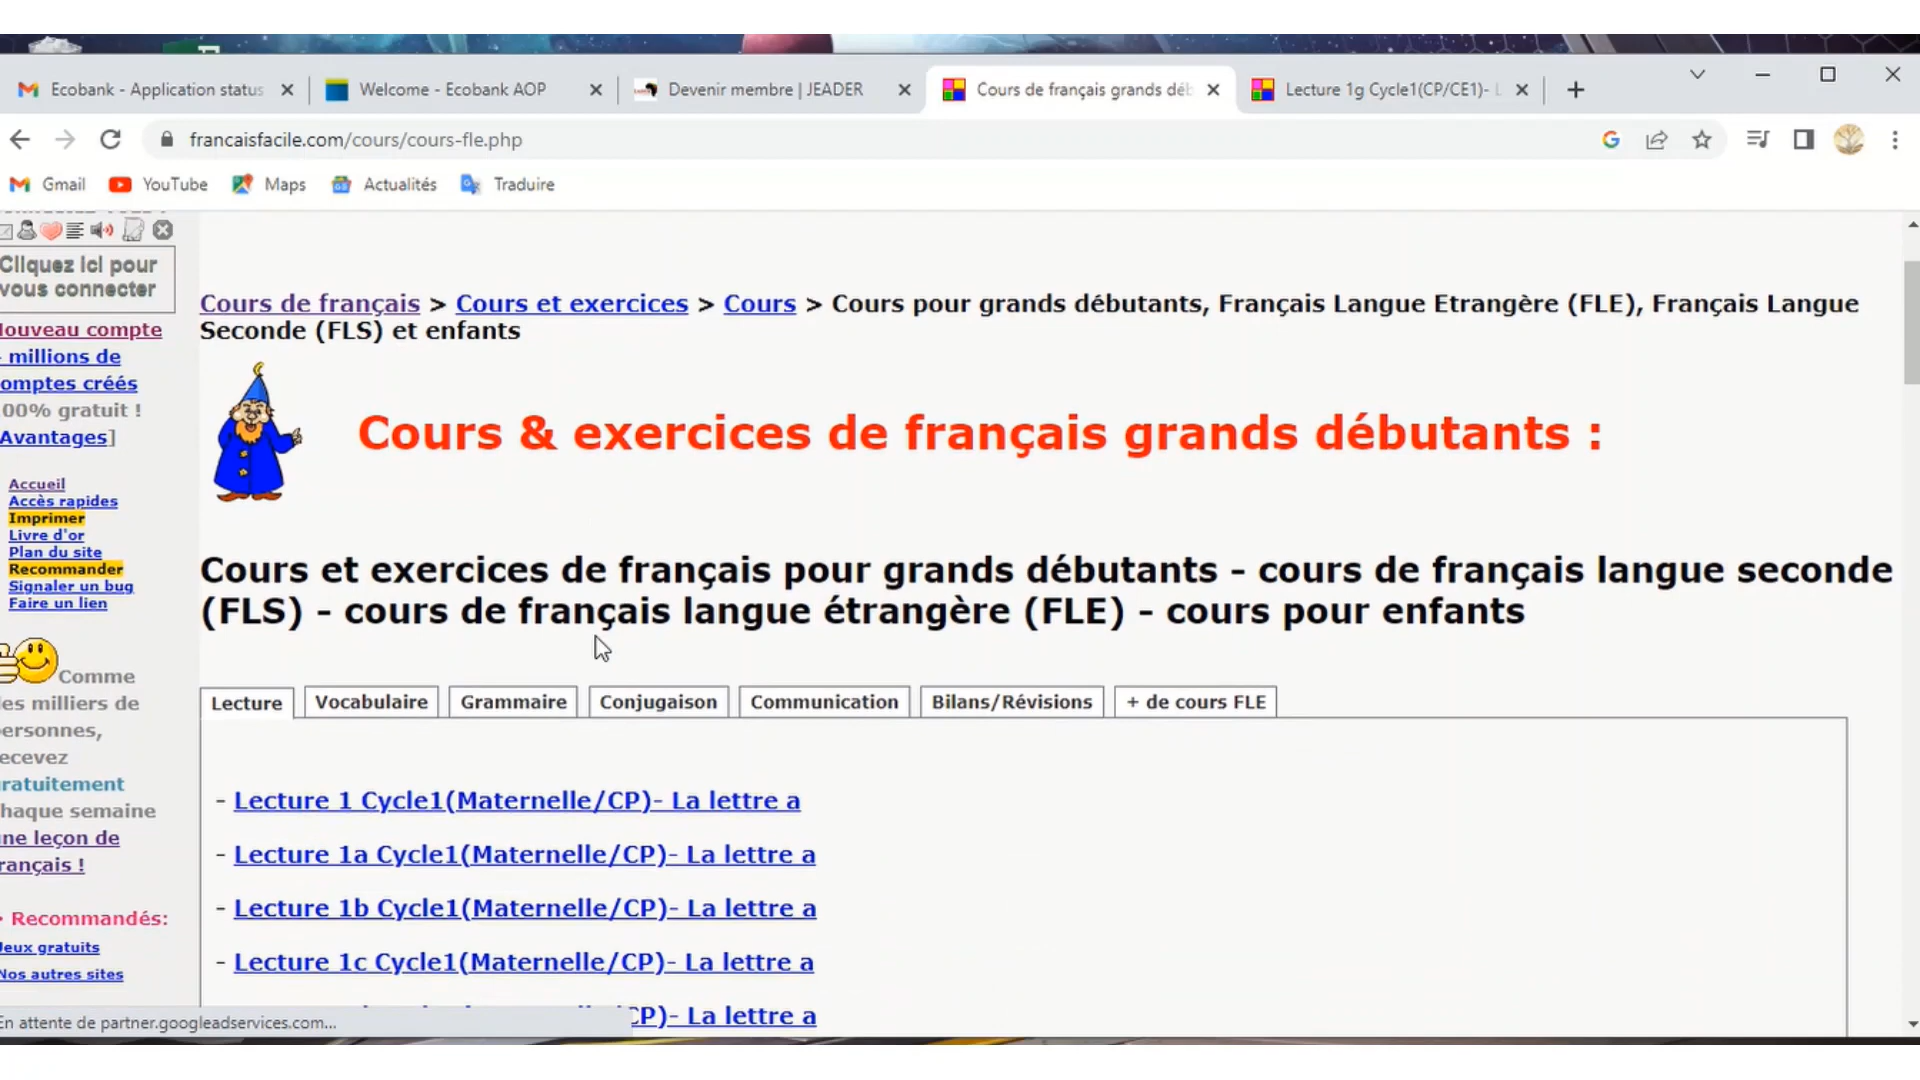 Ecobank - Application status
Welcome - Ecobank AOP
Devenir membre | JEADER
Cours de français grands déb
Lecture 1g Cycle1(CP/CE1)- L
francaisfacile.com/cours/cours-fle.php
Gmail
YouTube
Maps
Actualités
Traduire
Cliquez ici pour
vous connecter
ouveau compte
millions de
omptes créés
00% gratuit !
Avantages]
Accueil
Accès rapides
Imprimer
Livre d'or
Plan du site
Recommander
Signaler un bug
Faire un lien
Comme
des milliers de
ersonnes,
ecevez
ratuitement
haque semaine
ne leçon de
rançais !
Recommandés:
Jeux gratuits
Nos autres sites
Cours de français > Cours et exercices > Cours > Cours pour grands débutants, Français Langue Etrangère (FLE), Français Langue
Seconde (FLS) et enfants
Cours & exercices de français grands débutants :
Cours et exercices de français pour grands débutants - cours de français langue seconde
(FLS) - cours de français langue étrangère (FLE) - cours pour enfants
Lecture
Vocabulaire
Grammaire
Conjugaison
Communication
Bilans/Révisions
+ de cours FLE
- Lecture 1 Cycle1(Maternelle/CP)- La lettre a
- Lecture 1a Cycle1(Maternelle/CP)- La lettre a
- Lecture 1b Cycle1(Maternelle/CP)- La lettre a
- Lecture 1c Cycle1(Maternelle/CP)- La lettre a
CP)- La lettre a
En attente de partner.googleadservices.com...